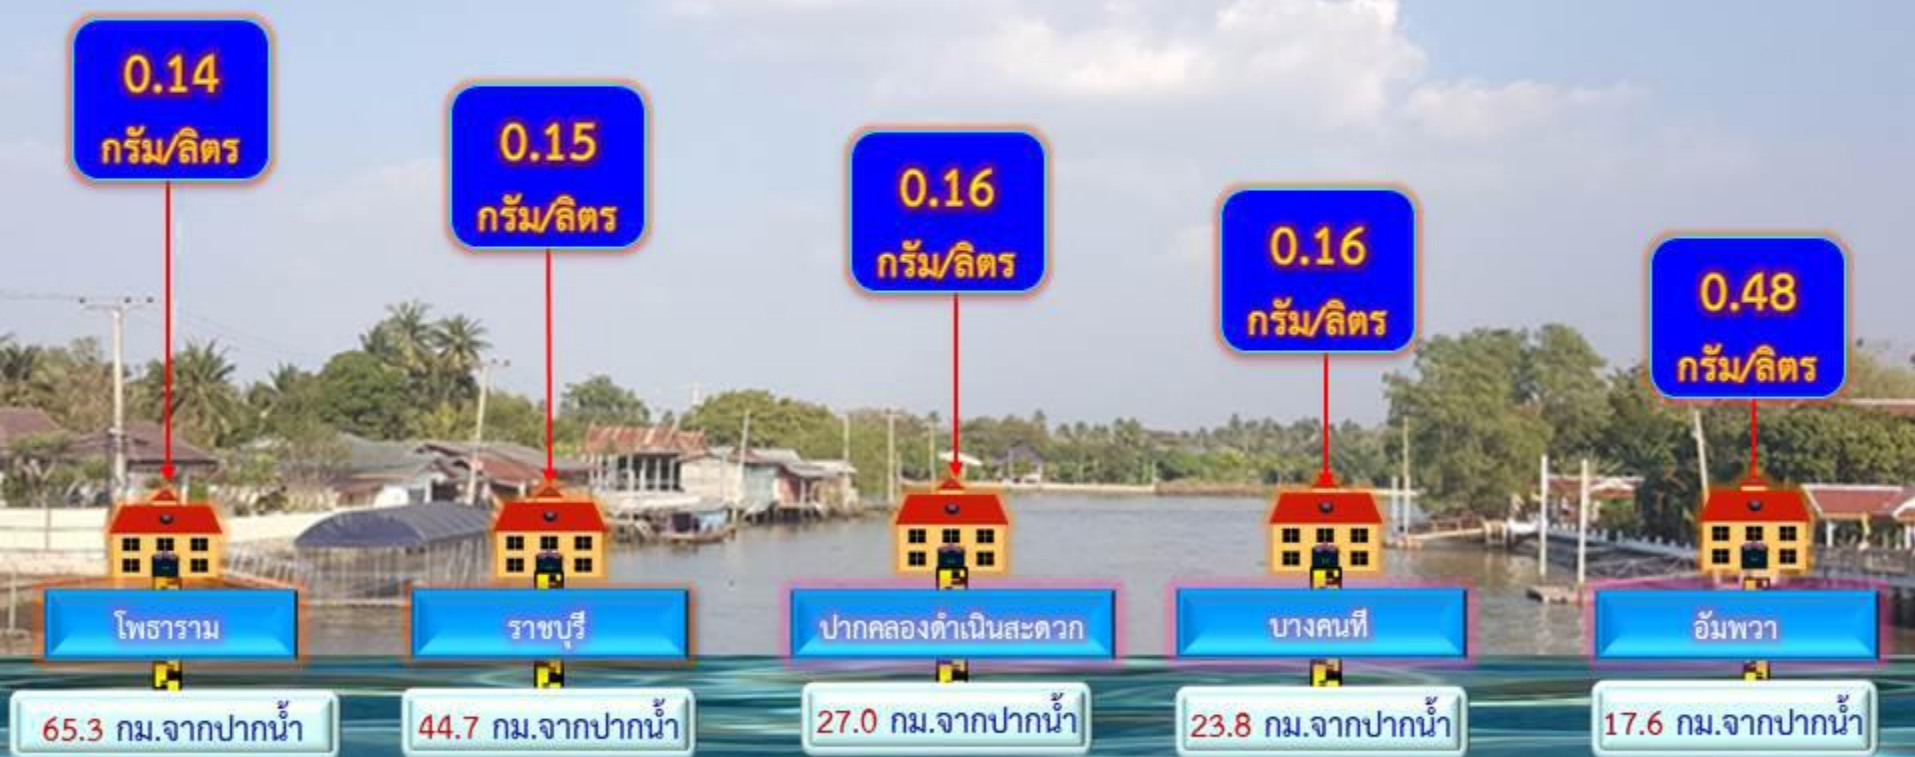 0.14
กรัม/ลิตร
0.15
กรัม/ลิตร
0.16
กรัม/ลิตร
0.16
กรัม/ลิตร
0.48
กรัม/ลิตร
โพธาราม
ราชบุรี
ปากคลองดำเนินสะดวก
บางคนที
อัมพวา
65.3 กม.จากปากน้ำ
44.7 กม.จากปากน้ำ
27.0 กม.จากปากน้ำ
23.8 กม.จากปากน้ำ
17.6 กม.จากปากน้ำ